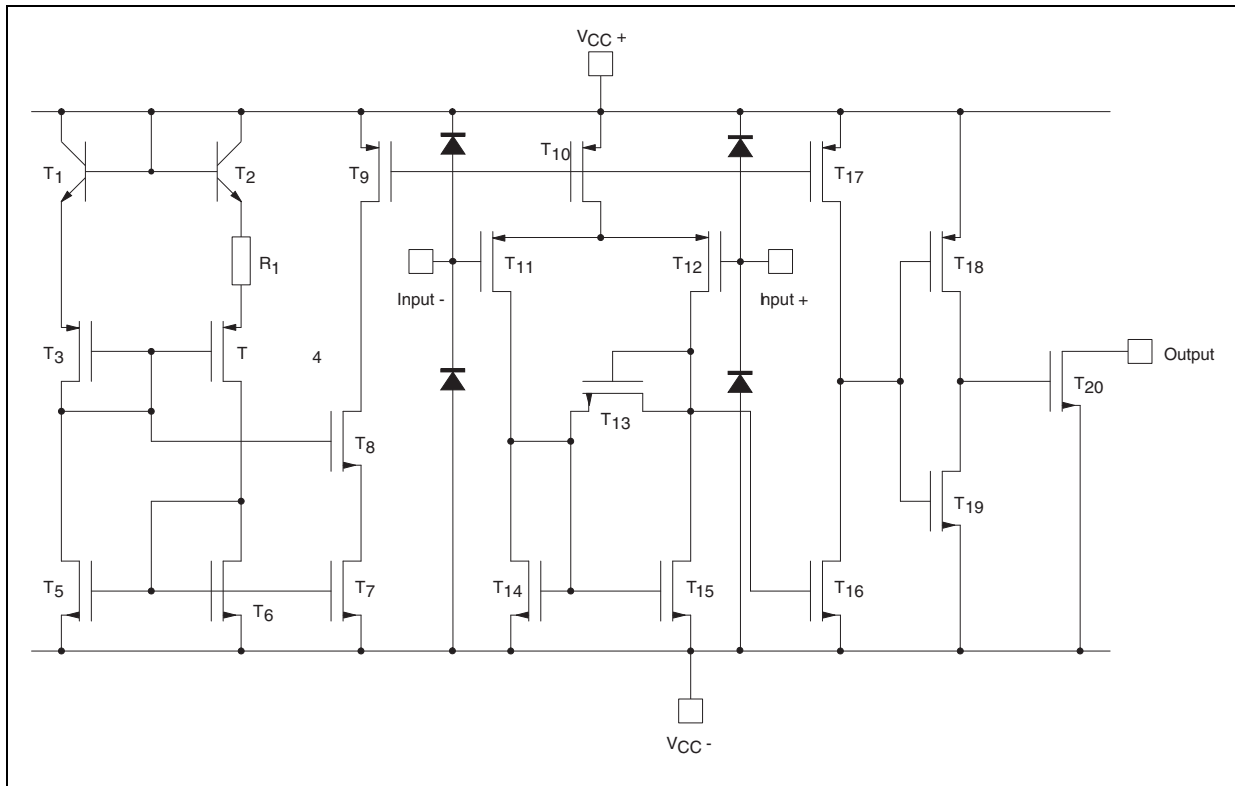 VCC +
T1
T2
T9
T10
T17
R1
T11
T12
T18
Input -
Input +
T3
T
4
Output
T20
T13
T8
T19
T5
T6
T7
T14
T15
T16
VCC -